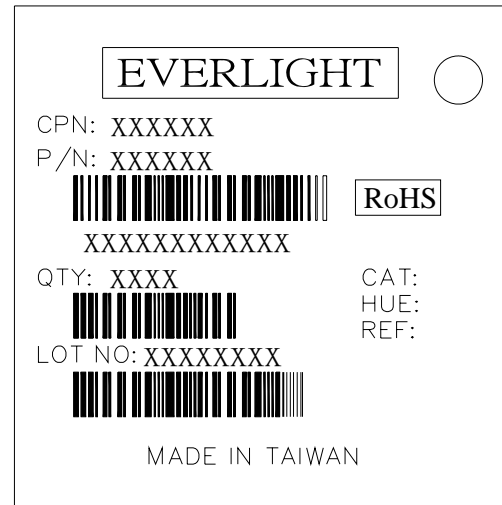 EVERLIGHT
CPN: XXXXXX
P/N: XXXXXX
RoHS
XXXXXXXXXXXX
QTY: XXXX
CAT:
HUE:
REF:
LOT NO: XXXXXXXX
MADE IN TAIWAN